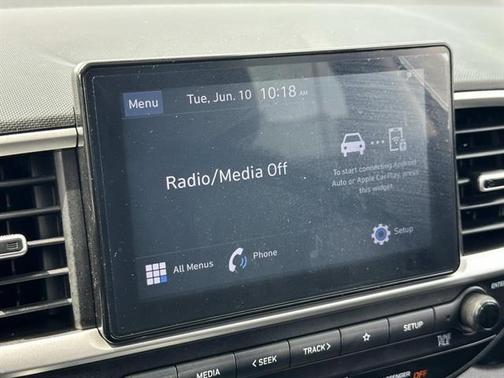 Menu
Tue, Jun. 10 10:18 AM
Radio/Media Off
To start connecting Android
Auto or Apple CarPlay, press
this widget.
All Menus
Phone
Setup
MEDIA
< SEEK
TRACK >
☆
SETUP
OFF